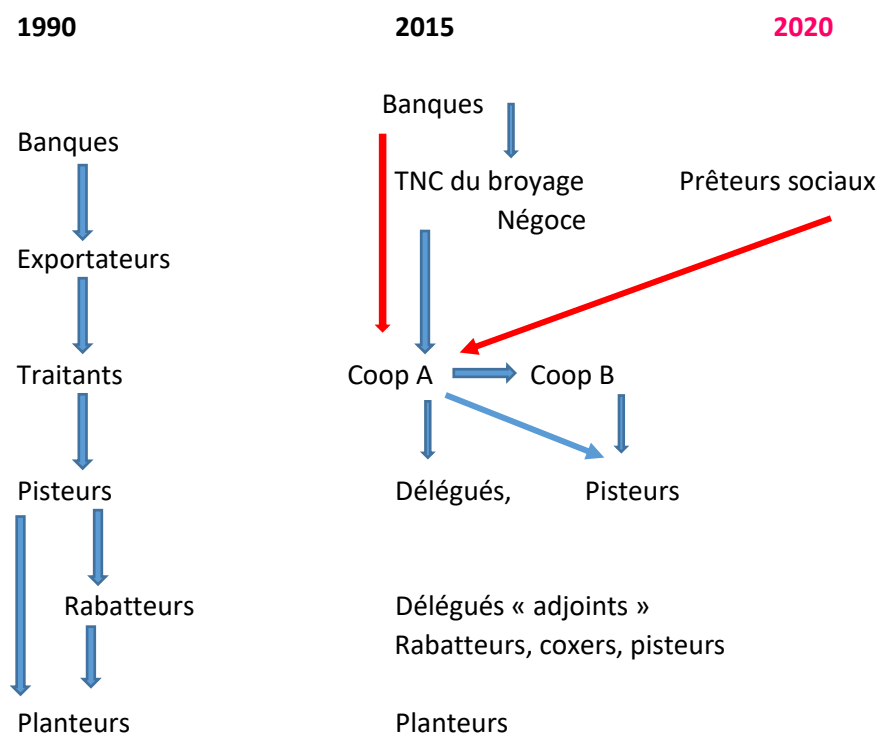 1990 2015 2020
Banques
Banques
TNC du broyage Prêteurs sociaux
Négoce
Exportateurs
Traitants Coop A Coop B
Pisteurs Délégués, Pisteurs
Rabatteurs Délégués « adjoints »
Rabatteurs, coxers, pisteurs
Planteurs Planteurs